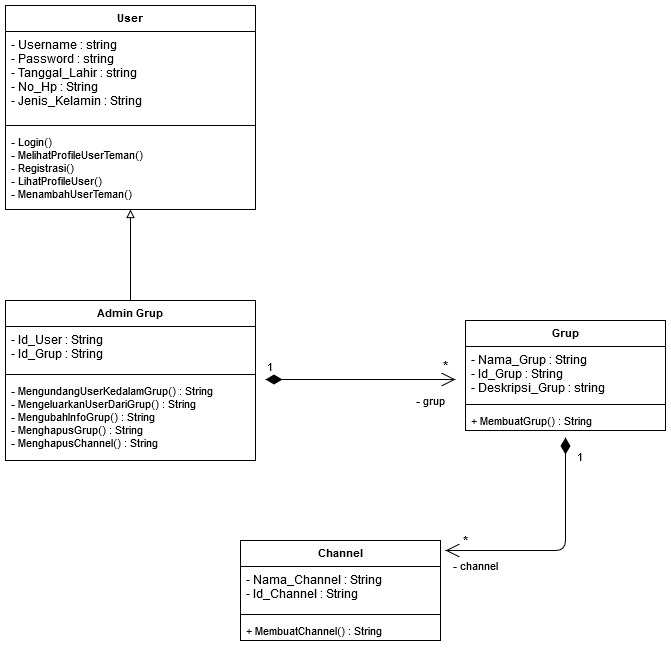 User
- Username : string
- Password : string
- Tanggal_Lahir : string
- No_Hp : String
- Jenis_Kelamin : String
- Login()
- MelihatProfileUserTeman()
- Registrasi()
- LihatProfileUser()
- MenambahUserTeman()
Admin Grup
- Id_User : String
- Id_Grup : String
- MengundangUserKedalamGrup() : String
- MengeluarkanUserDariGrup() : String
- MengubahInfoGrup() : String
- MenghapusGrup() : String
- MenghapusChannel() : String
1
*
- grup
Grup
- Nama_Grup : String
- Id_Grup : String
- Deskripsi_Grup : string
+ MembuatGrup() : String
1
*
- channel
Channel
- Nama_Channel : String
- Id_Channel : String
+ MembuatChannel() : String